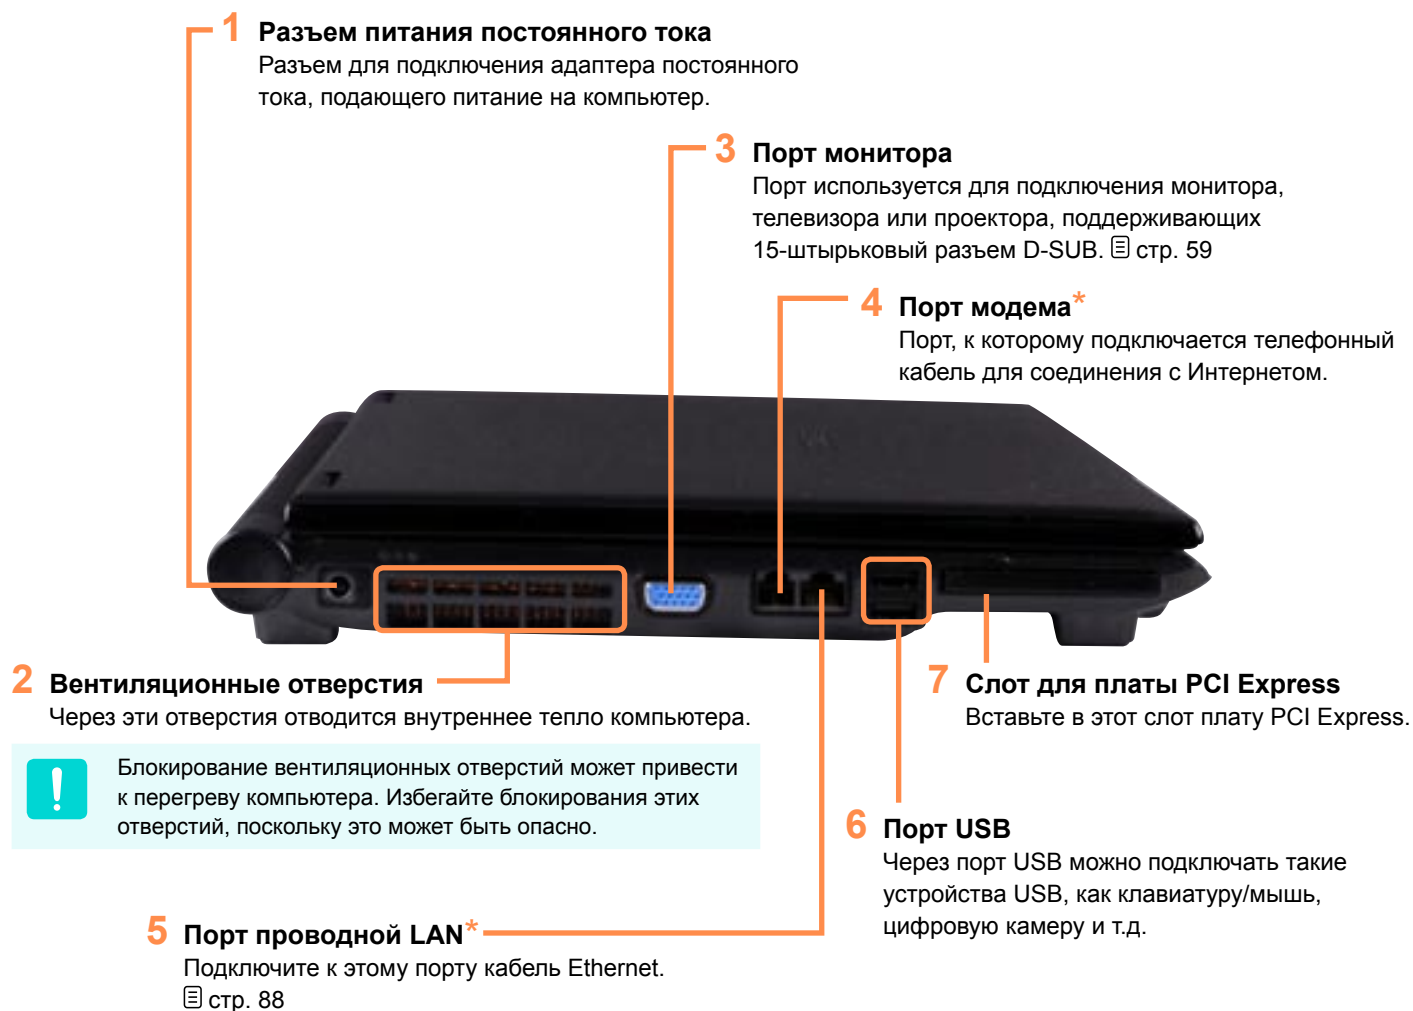 1 Разъем питания постоянного тока
Разъем для подключения адаптера постоянного
тока, подающего питание на компьютер.
3 Порт монитора
Порт используется для подключения монитора,
телевизора или проектора, поддерживающих
15-штырьковый разъем D-SUB. стр. 59
4 Порт модема*
Порт, к которому подключается телефонный
кабель для соединения с Интернетом.
2 Вентиляционные отверстия
Через эти отверстия отводится внутреннее тепло компьютера.
! Блокирование вентиляционных отверстий может привести
к перегреву компьютера. Избегайте блокирования этих
отверстий, поскольку это может быть опасно.
7 Слот для платы PCI Express
Вставьте в этот слот плату PCI Express.
6 Порт USB
Через порт USB можно подключать такие
устройства USB, как клавиатуру/мышь,
цифровую камеру и т.д.
5 Порт проводной LAN*
Подключите к этому порту кабель Ethernet.
стр. 88